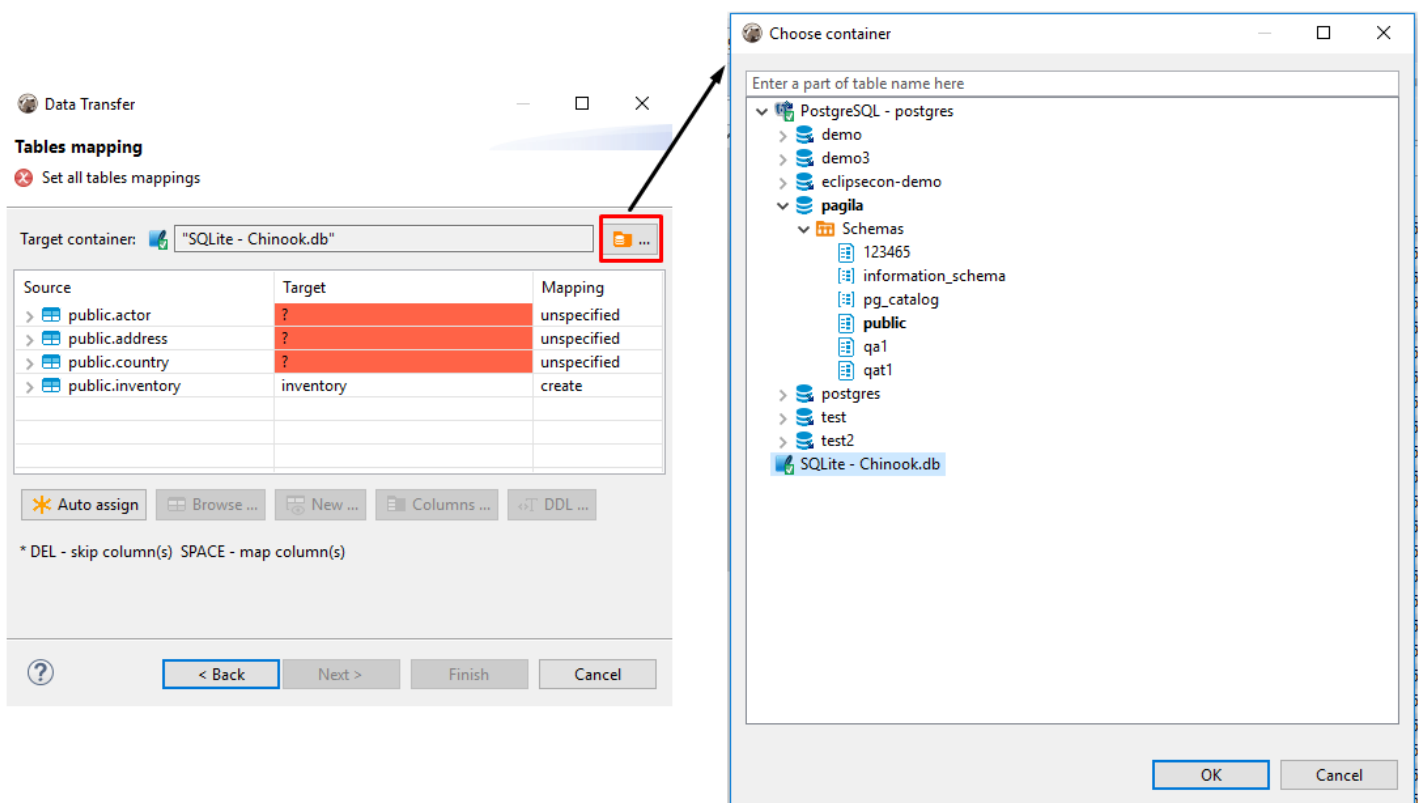 Data Transfer
Tables mapping
Set all tables mappings
Target container: "SQLite - Chinook.db" ...
Source Target Mapping
public.actor ? unspecified
public.address ? unspecified
public.country ? unspecified
public.inventory inventory create
Auto assign Browse ... New ... Columns ... DDL ...
* DEL - skip column(s) SPACE - map column(s)
? < Back Next > Finish Cancel
Choose container
Enter a part of table name here
PostgreSQL - postgres
demo
demo3
eclipsecon-demo
pagila
Schemas
123465
information_schema
pg_catalog
public
qa1
qat1
postgres
test
test2
SQLite - Chinook.db
OK Cancel